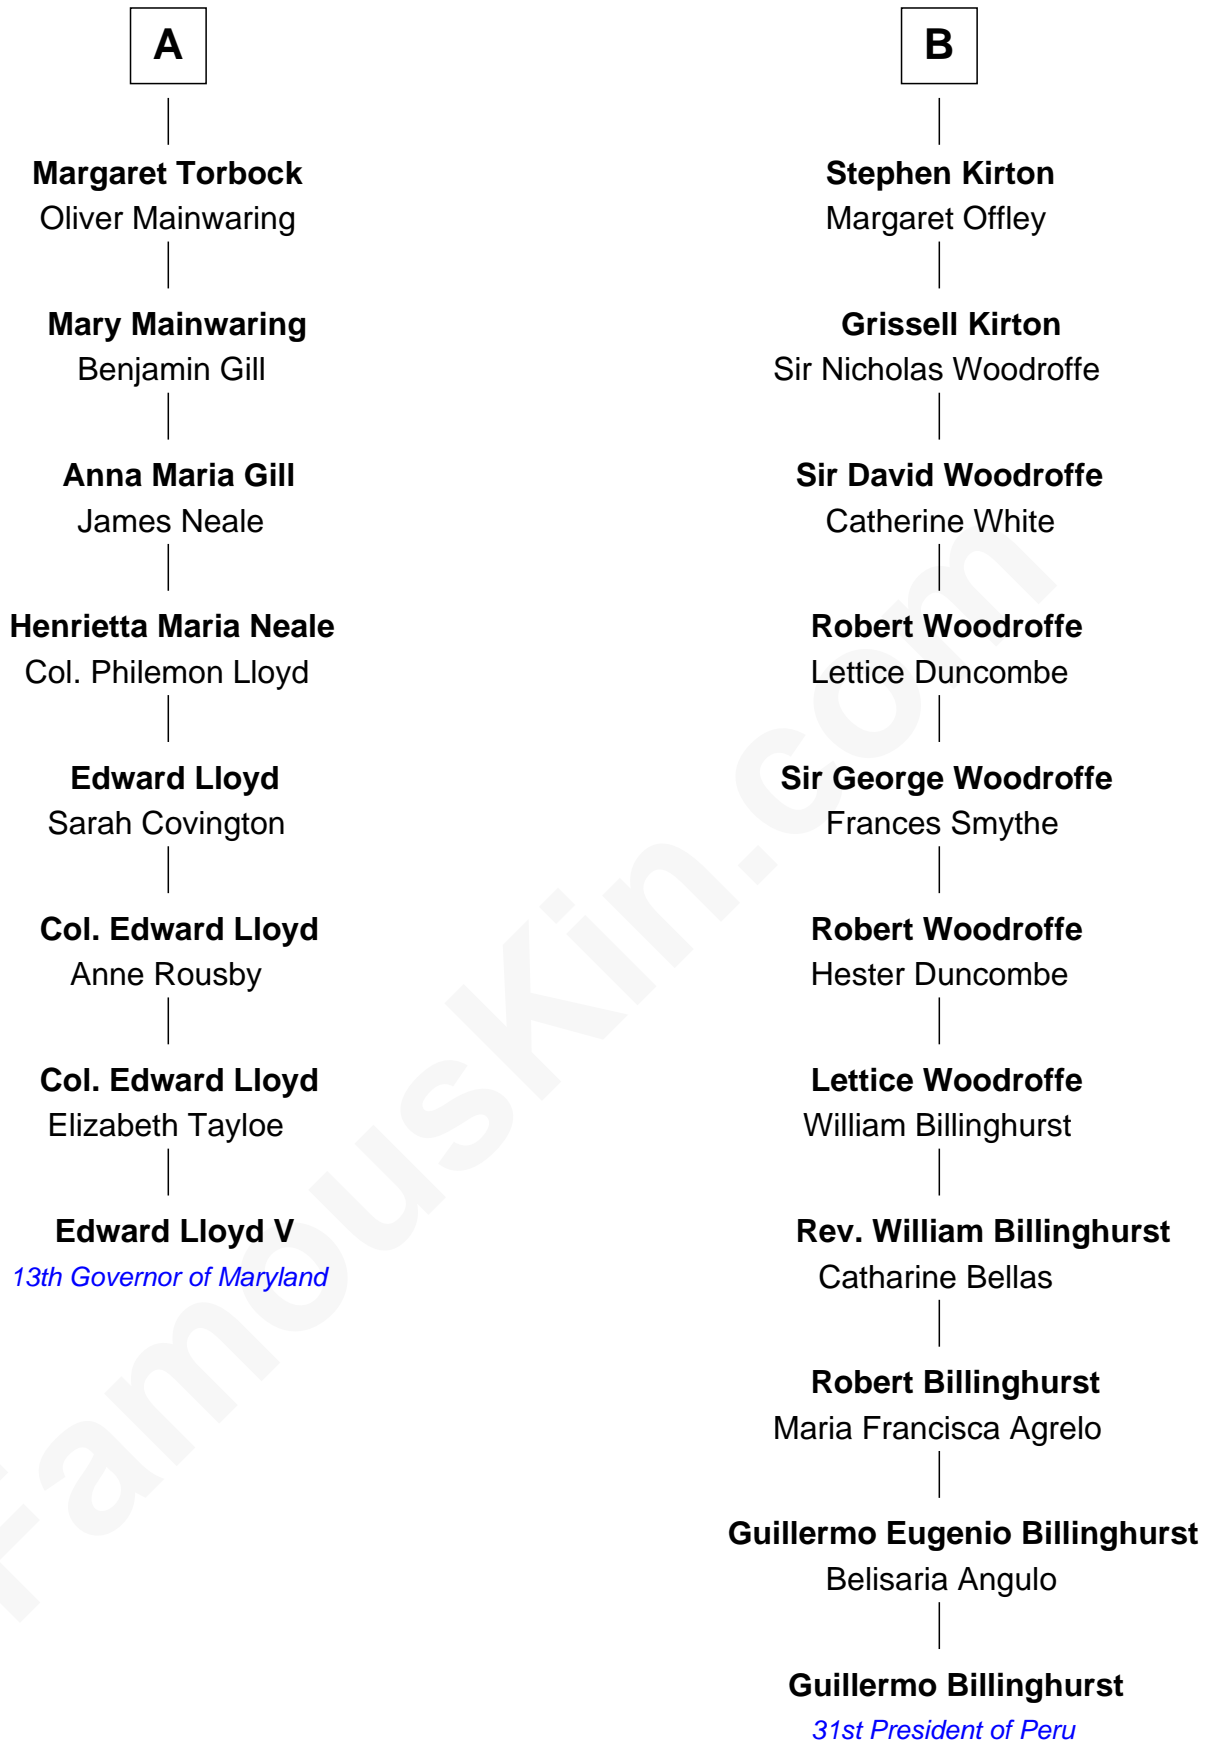 A
Margaret Torbock
Oliver Mainwaring
Mary Mainwaring
Benjamin Gill
Anna Maria Gill
James Neale
Henrietta Maria Neale
Col. Philemon Lloyd
Edward Lloyd
Sarah Covington
Col. Edward Lloyd
Anne Rousby
Col. Edward Lloyd
Elizabeth Tayloe
Edward Lloyd V
13th Governor of Maryland
B
Stephen Kirton
Margaret Offley
Grissell Kirton
Sir Nicholas Woodroffe
Sir David Woodroffe
Catherine White
Robert Woodroffe
Lettice Duncombe
Sir George Woodroffe
Frances Smythe
Robert Woodroffe
Hester Duncombe
Lettice Woodroffe
William Billinghurst
Rev. William Billinghurst
Catharine Bellas
Robert Billinghurst
Maria Francisca Agrelo
Guillermo Eugenio Billinghurst
Belisaria Angulo
Guillermo Billinghurst
31st President of Peru
FamousKin.com